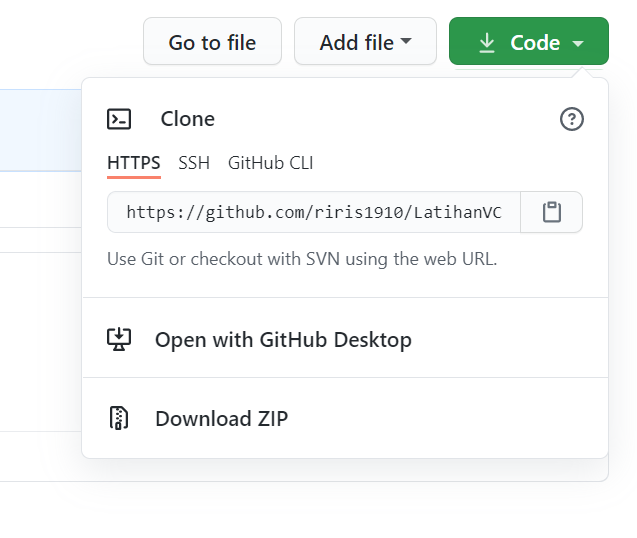 Go to file
Add file
Code
Clone
HTTPS SSH GitHub CLI
https://github.com/riris1910/LatihanVC
Use Git or checkout with SVN using the web URL.
Open with GitHub Desktop
Download ZIP